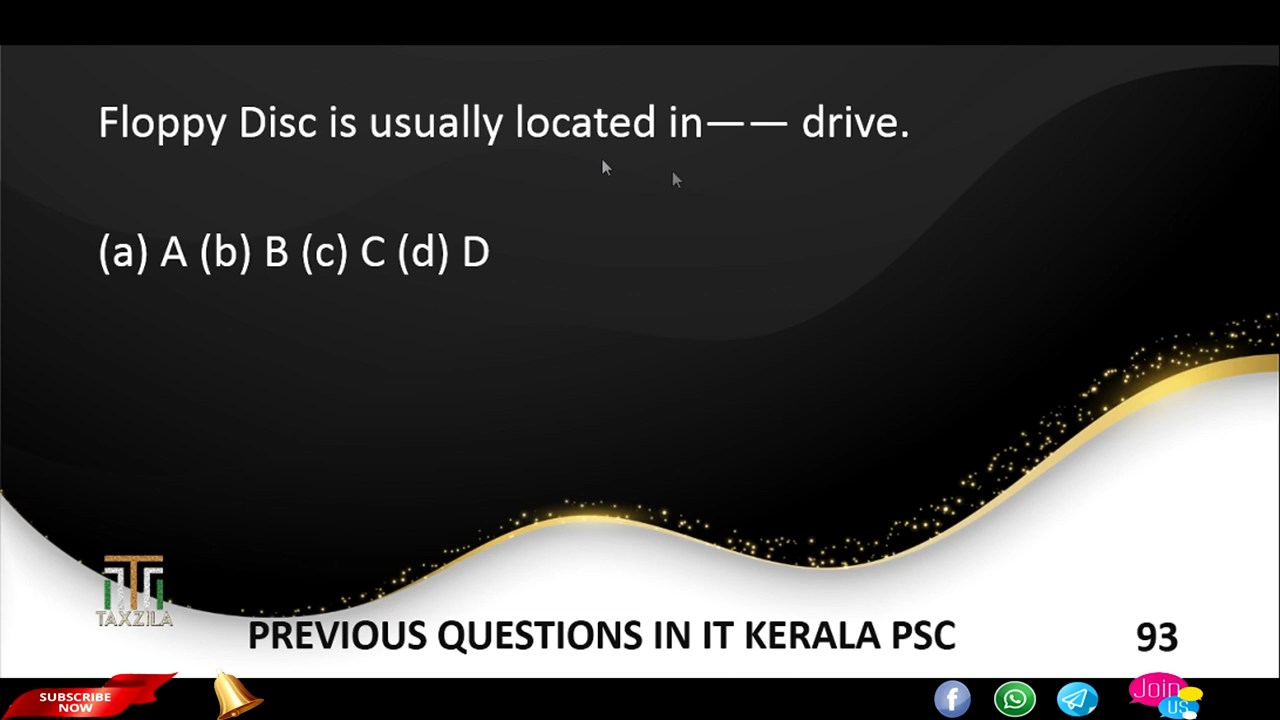 Floppy Disc is usually located in—— drive.
(a) A (b) B (c) C (d) D
TAXZILA
PREVIOUS QUESTIONS IN IT KERALA PSC
93
SUBSCRIBE
NOW
Join
us